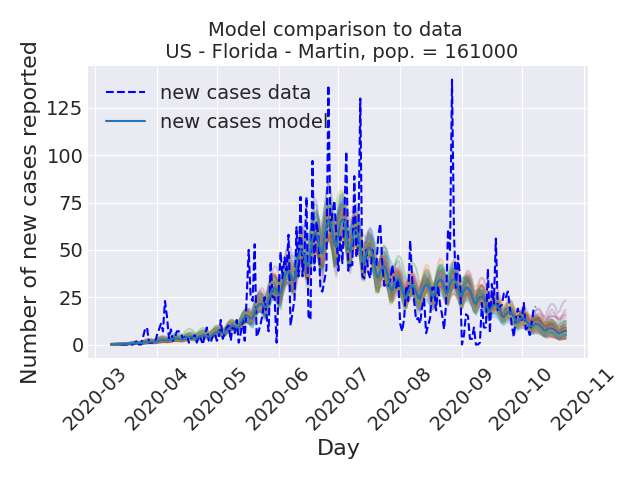 Model comparison to data
US - Florida - Martin, pop. = 161000
Number of new cases reported
125
100
75
50
25
0
new cases data
new cases model
2020-03
2020-04
2020-05
2020-06
2020-07
2020-08
2020-09
2020-10
2020-11
Day